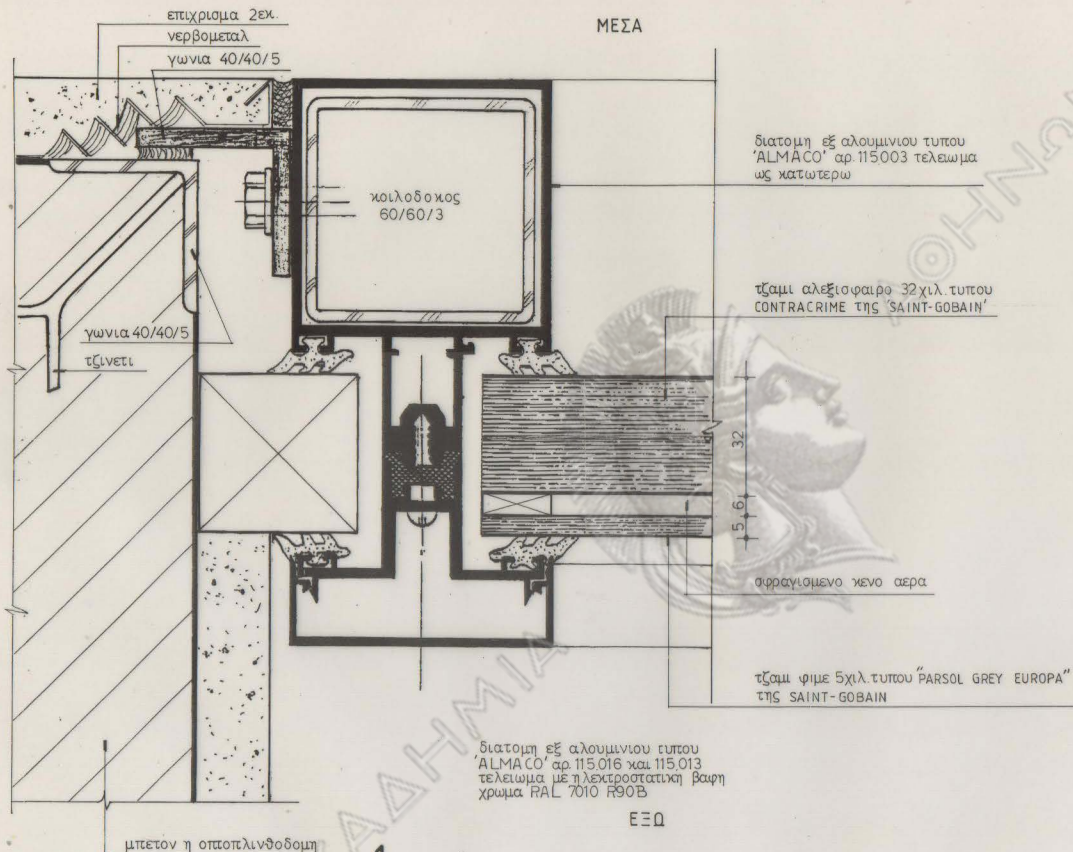 επιχρισμα 2εκ.
νερβομεταλ
γωνια 40/40/5
ΜΕΣΑ
διατομη εξ αλουμινιου τυπου
'ALMACO' αρ. 115003 τελειωμα
ως κατωτερω
κοιλοδοκος
60/60/3
τζαμι αλεξισφαιρο 32χιλ. τυπου
CONTRACRIME της SAINT-GOBAIN'
γωνια 40/40/5
τζινετι
32
6
5
σφραγισμενο κενο αερα
τζαμι φιμε 5χιλ. τυπου "PARSOL GREY EUROPA"
της SAINT-GOBAIN
διατομη εξ αλουμινιου τυπου
'ALMACO' αρ. 115,016 και 115,013
τελειωμα με ηλεκτροστατικη βαφη
χρωμα RAL 7010 R90B
ΕΞΩ
μπετον η οπτοπλινθοδομη
ΑΔΗΜΙΑ
ΑΘΗΝΩΝ